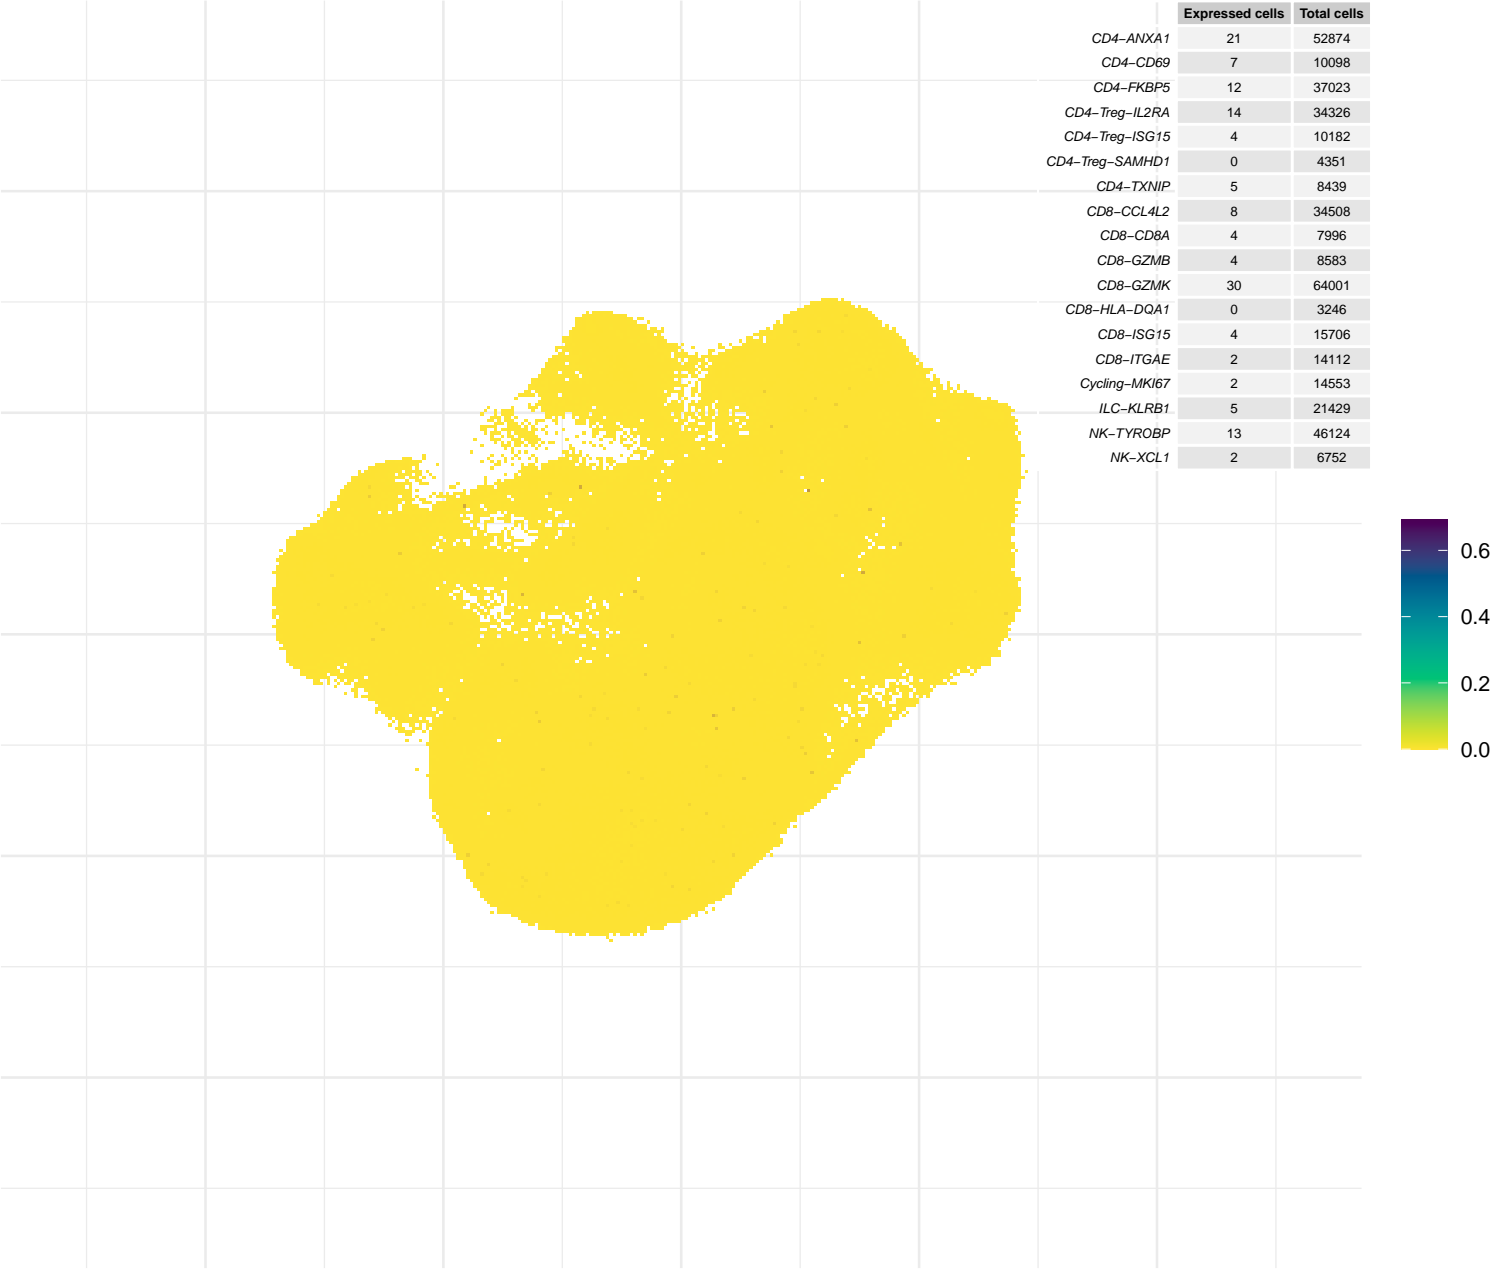 Expressed cells Total cells
CD4−ANXA1 21 52874
CD4−CD69 7 10098
CD4−FKBP5 12 37023
CD4−Treg−IL2RA 14 34326
CD4−Treg−ISG15 4 10182
CD4−Treg−SAMHD1 0 4351
CD4−TXNIP 5 8439
CD8−CCL4L2 8 34508
CD8−CD8A 4 7996
CD8−GZMB 4 8583
CD8−GZMK 30 64001
CD8−HLA−DQA1 0 3246
CD8−ISG15 4 15706
CD8−ITGAE 2 14112
Cycling−MKI67 2 14553
ILC−KLRB1 5 21429
NK−TYROBP 13 46124
NK−XCL1 2 6752
0.6
0.4
0.2
0.0